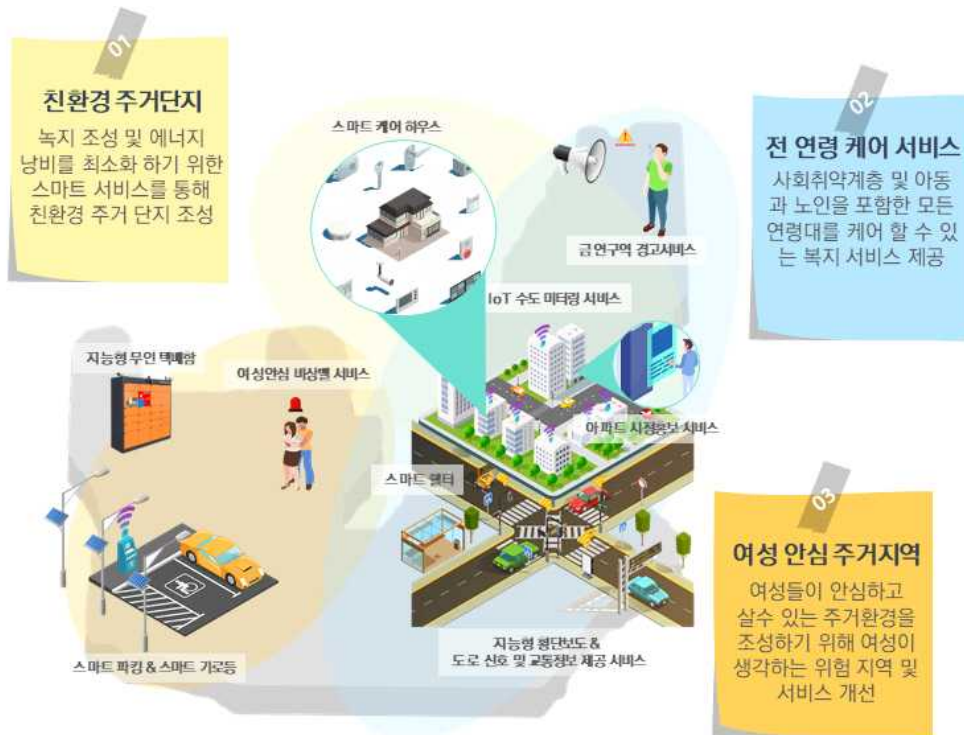 01
친환경 주거단지
녹지 조성 및 에너지
낭비를 최소화 하기 위한
스마트 서비스를 통해
친환경 주거 단지 조성
02
전 연령 케어 서비스
사회취약계층 및 아동
과 노인을 포함한 모든
연령대를 케어 할 수 있
는 복지 서비스 제공
스마트 케어 하우스
금연구역 경고서비스
IoT 수도 미터링 서비스
지능형 무인 택배함
여성안심 비상벨 서비스
아파트 시정홍보 서비스
스마트 쉘터
03
여성 안심 주거지역
여성들이 안심하고
살수 있는 주거환경을
조성하기 위해 여성이
생각하는 위험 지역 및
서비스 개선
스마트 파킹 & 스마트 가로등
지능형 횡단보도 &
도로 신호 및 교통정보 제공 서비스